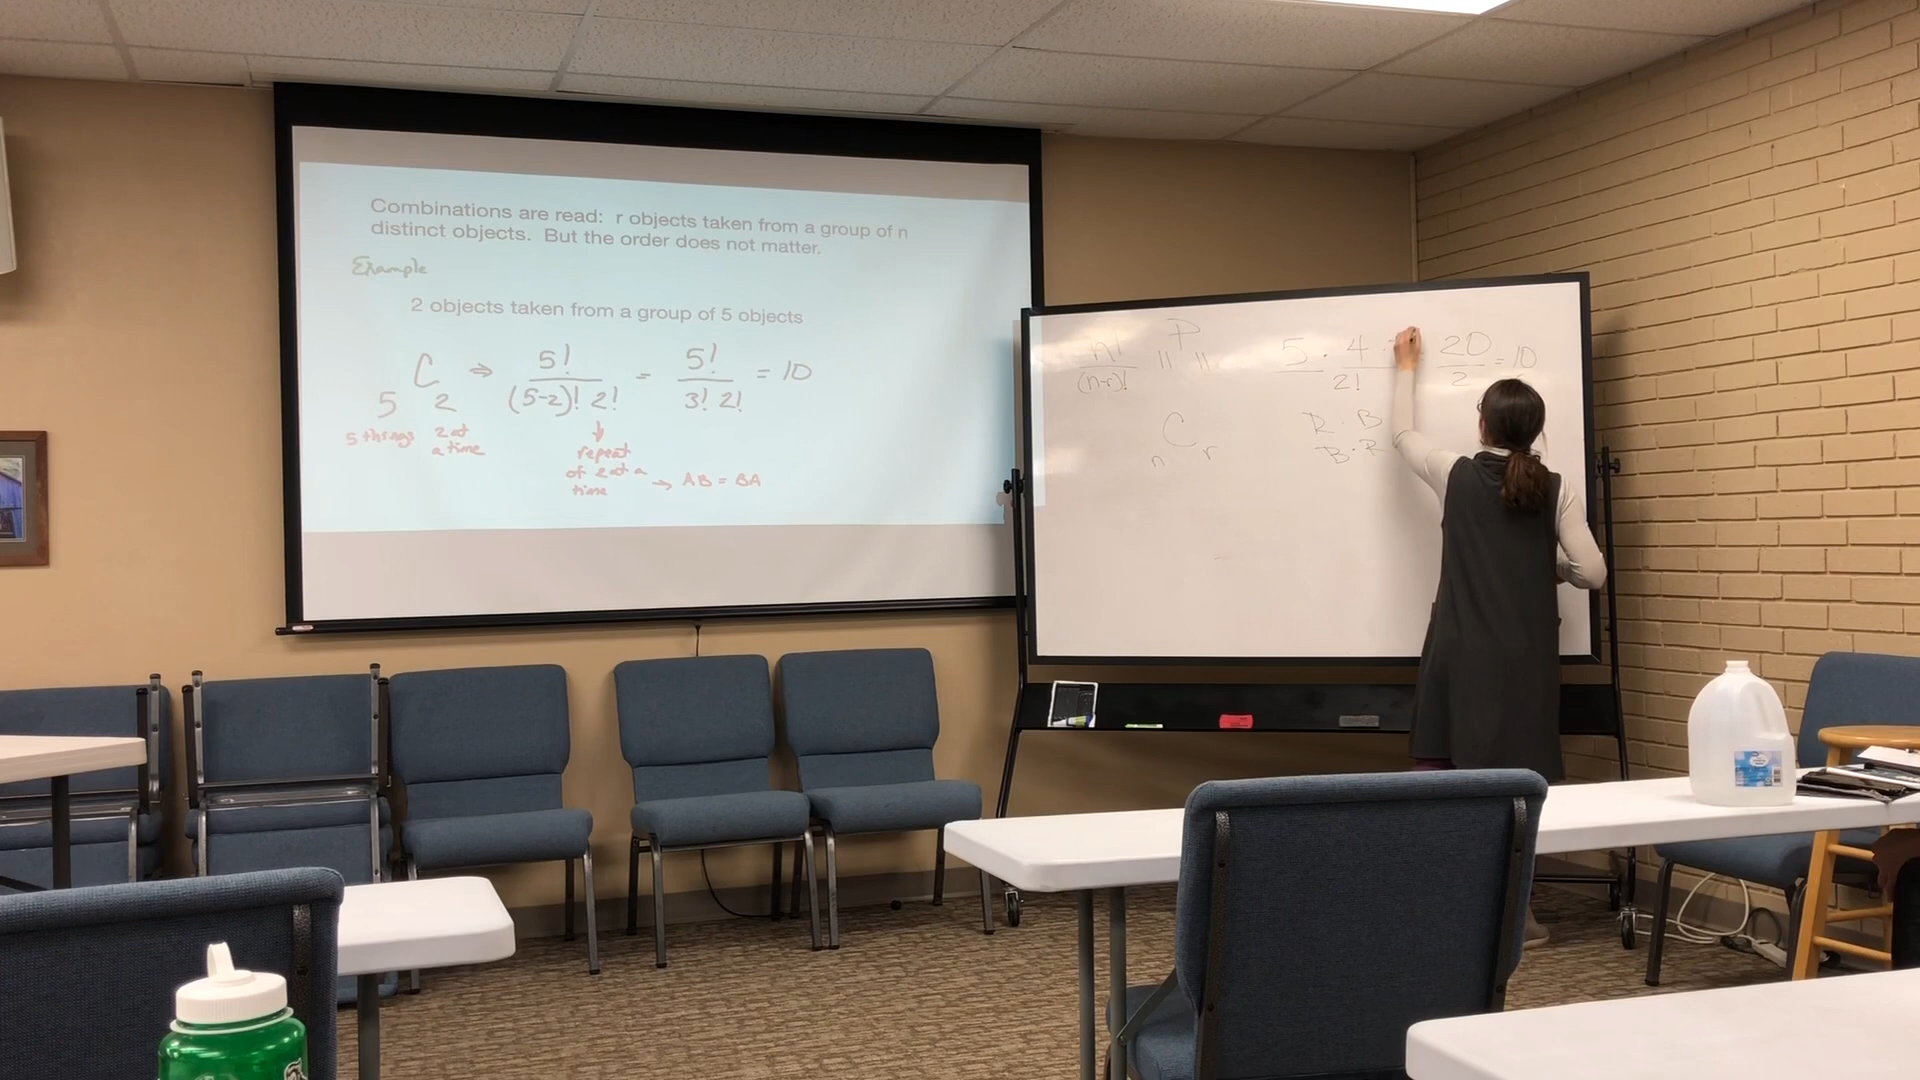 Combinations are read: r objects taken from a group of n
distinct objects. But the order does not matter.
Example
2 objects taken from a group of 5 objects
5 C 2 ⇒ 5! / (5-2)! 2! = 5! / 3! 2! = 10
5 things 2 at a time
repeat
of 2 at a
time → AB = BA
n! / (n-r)!
P
5 · 4 / 2!
20 / 2 = 10
n C r
R · B
B · R